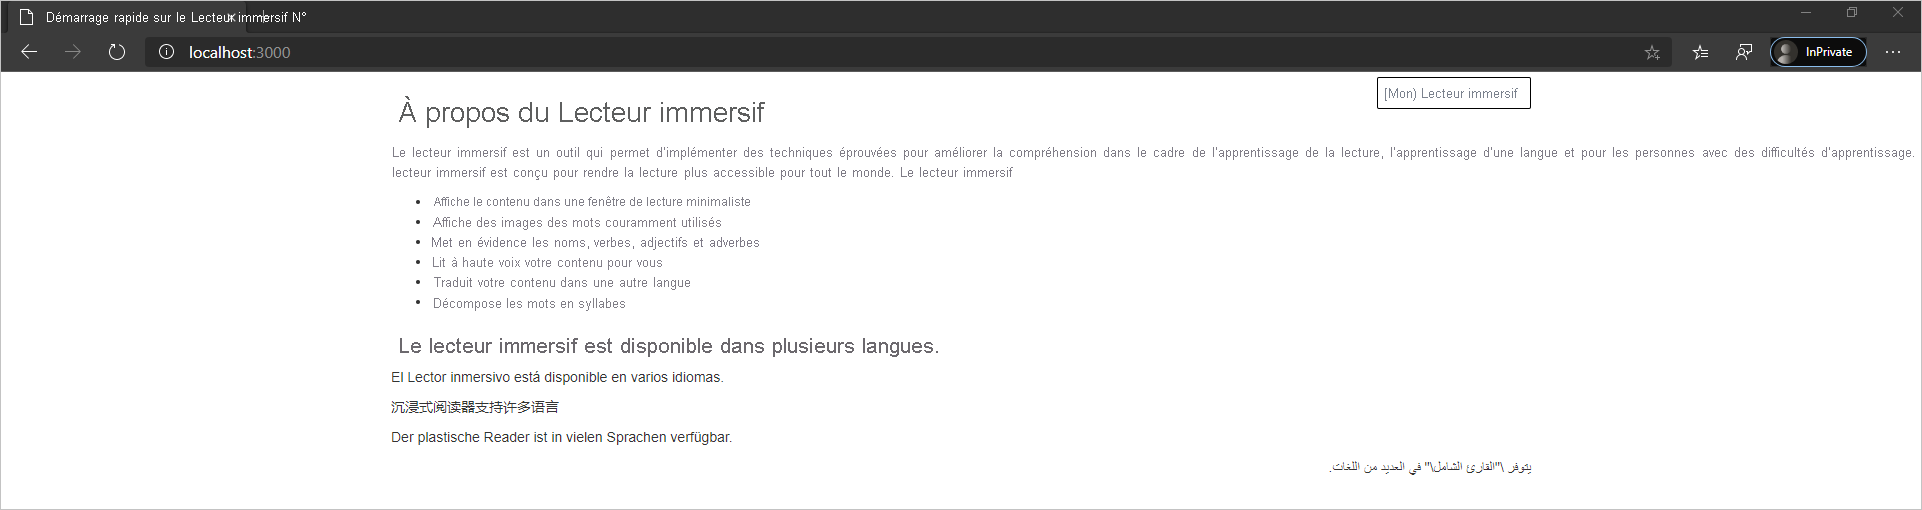 Démarrage rapide sur le Lecteur immersif N°
localhost:3000
InPrivate
[Mon) Lecteur immersif
À propos du Lecteur immersif
Le lecteur immersif est un outil qui permet d'implémenter des techniques éprouvées pour améliorer la compréhension dans le cadre de l'apprentissage de la lecture, l'apprentissage d'une langue et pour les personnes avec des difficultés d'apprentissage.
lecteur immersif est conçu pour rendre la lecture plus accessible pour tout le monde. Le lecteur immersif
• Affiche le contenu dans une fenêtre de lecture minimaliste
• Affiche des images des mots couramment utilisés
• Met en évidence les noms, verbes, adjectifs et adverbes
• Lit à haute voix votre contenu pour vous
• Traduit votre contenu dans une autre langue
• Décompose les mots en syllabes
Le lecteur immersif est disponible dans plusieurs langues.
El Lector inmersivo está disponible en varios idiomas.
沉浸式阅读器支持许多语言
Der plastische Reader ist in vielen Sprachen verfügbar.
يتوفر \"القارئ الشامل\" في العديد من اللغات.